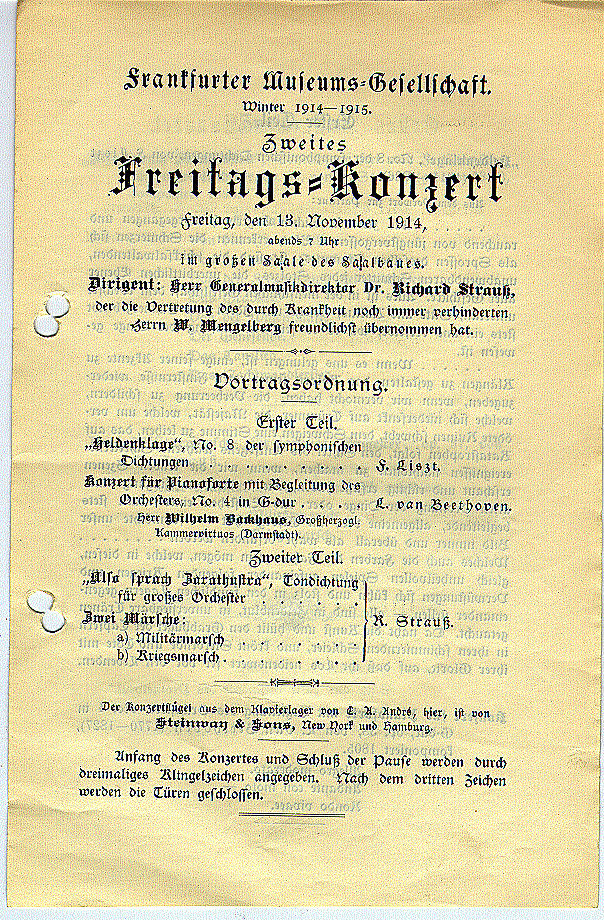 Frankfurter Museums-Gesellschaft.
Winter 1914—1915.
Zweites
Freitags-Konzert
Freitag, den 13. November 1914,
abends 7 Uhr
im großen Saale des Saalbaues.
Dirigent: Herr Generalmusikdirektor Dr. Richard Strauß,
der die Vertretung des durch Krankheit noch immer verhinderten
Herrn W. Mengelberg freundlichst übernommen hat.
Vortragsordnung.
Erster Teil.
„Heldenklage", No. 8 der symphonischen
Dichtungen . . . . . . . . . . F. Liszt.
Konzert für Pianoforte mit Begleitung des
Orchesters, No. 4 in G-dur . . . . L. van Beethoven.
Herr Wilhelm Backhaus, Großherzogl.
Kammervirtuos (Darmstadt).
Zweiter Teil.
„Also sprach Zarathustra", Tondichtung
für großes Orchester . . . .
Zwei Märsche: R. Strauß.
a) Militärmarsch . . . . .
b) Kriegsmarsch . . . . .
Der Konzertflügel aus dem Klavierlager von C. A. André, hier, ist von
Steinway & Sons, New York und Hamburg.
Anfang des Konzertes und Schluß der Pause werden durch
dreimaliges Klingelzeichen angegeben. Nach dem dritten Zeichen
werden die Türen geschlossen.